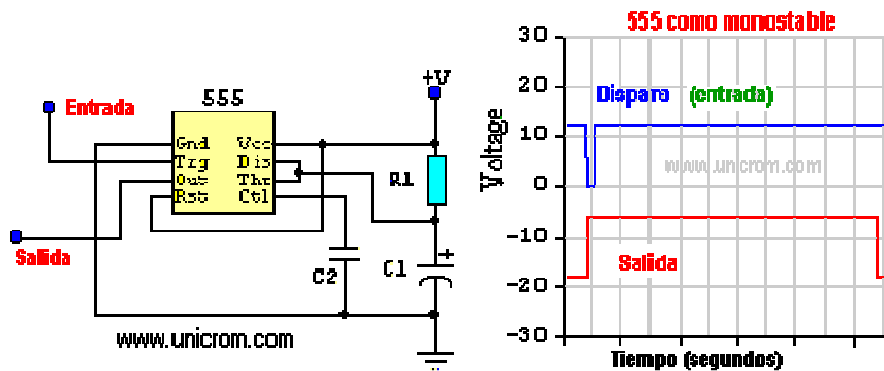 555 como monostable
+V
555
Entrada
Gnd Vcc
Trg Dis
Out Thr
Rst Ctl
R1
Salida
C2
C1
+
www.unicrom.com
30
20
10
0
-10
-20
-30
Voltage
Disparo (entrada)
www.unicrom.com
Salida
Tiempo (segundos)